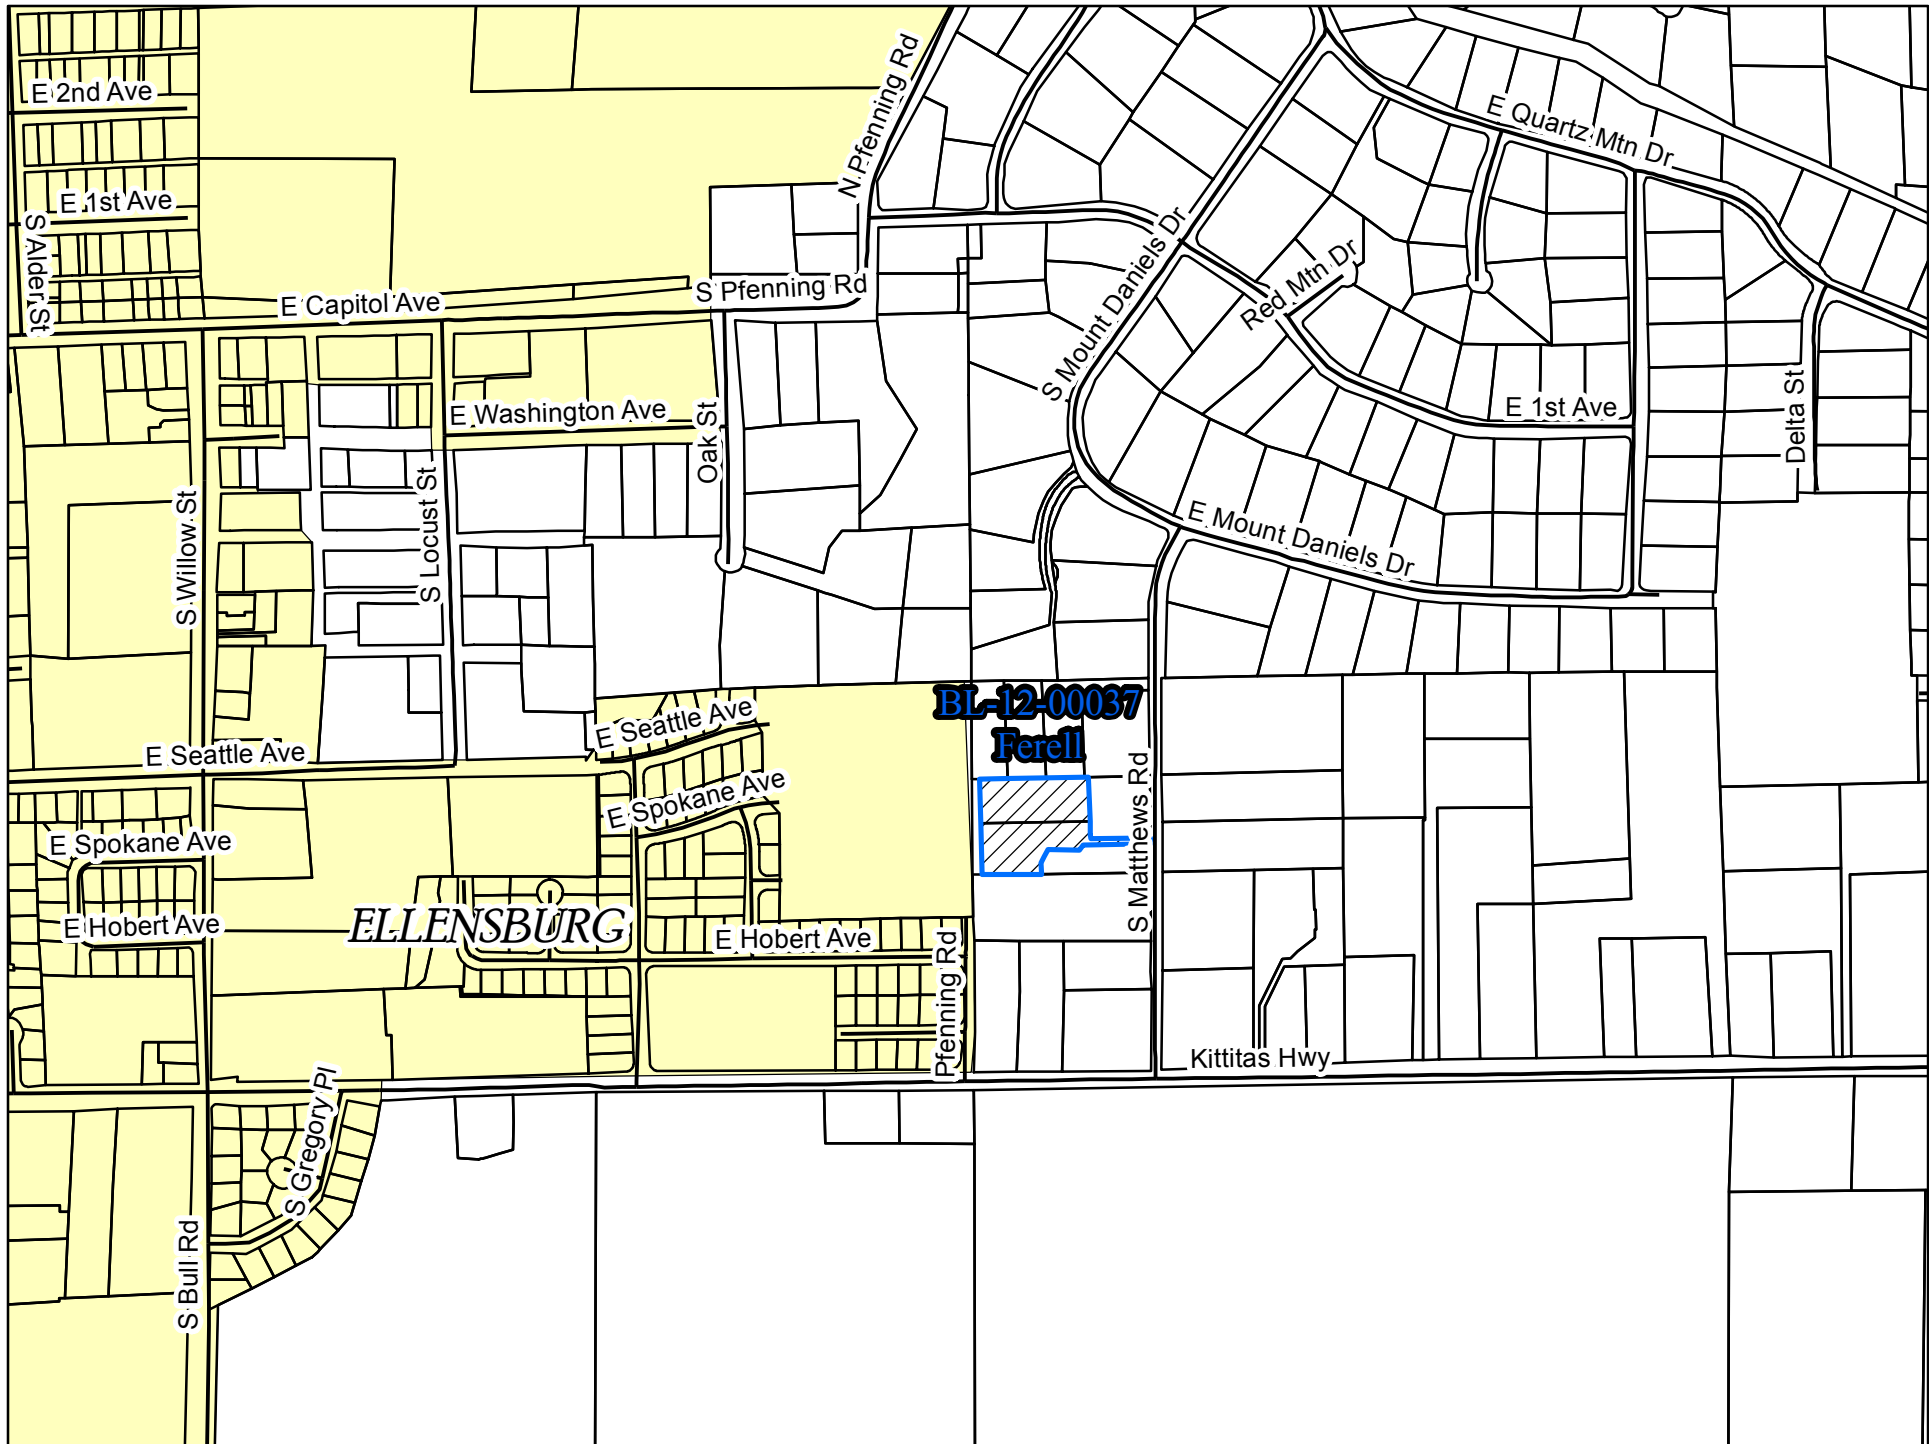 E 2nd Ave
N Pfenning Rd
E Quartz Mtn Dr
E 1st Ave
S Alder St
S Mount Daniels Dr
Red Mtn Dr
S Pfenning Rd
E Capitol Ave
E Washington Ave
Oak St
E 1st Ave
Delta St
S Willow St
S Locust St
E Mount Daniels Dr
BL-12-00037
Ferell
E Seattle Ave
E Seattle Ave
S Matthews Rd
E Spokane Ave
E Spokane Ave
E Hobert Ave
ELLENSBURG
E Hobert Ave
Pfenning Rd
Kittitas Hwy
S Gregory Pl
S Bull Rd